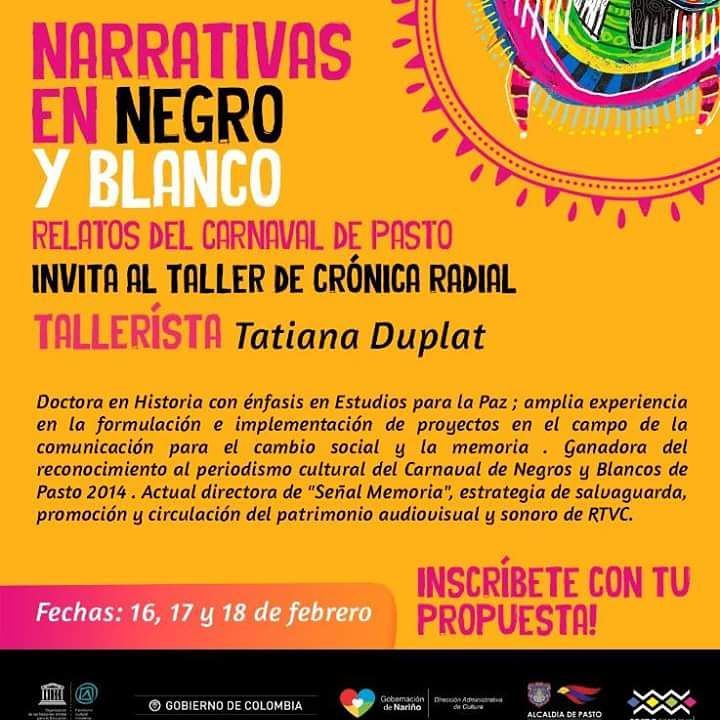 NARRATIVAS
EN NEGRO
Y BLANCO
RELATOS DEL CARNAVAL DE PASTO
INVITA AL TALLER DE CRÓNICA RADIAL
TALLERÍSTA Tatiana Duplat
Doctora en Historia con énfasis en Estudios para la Paz ; amplia experiencia
en la formulación e implementación de proyectos en el campo de la
comunicación para el cambio social y la memoria . Ganadora del
reconocimiento al periodismo cultural del Carnaval de Negros y Blancos de
Pasto 2014 . Actual directora de "Señal Memoria", estrategia de salvaguarda,
promoción y circulación del patrimonio audiovisual y sonoro de RTVC.
Fechas: 16, 17 y 18 de febrero
INSCRÍBETE CON TU
PROPUESTA!
GOBIERNO DE COLOMBIA
Gobernación
de Nariño
Dirección Administrativa
de Cultura
ALCALDÍA DE PASTO